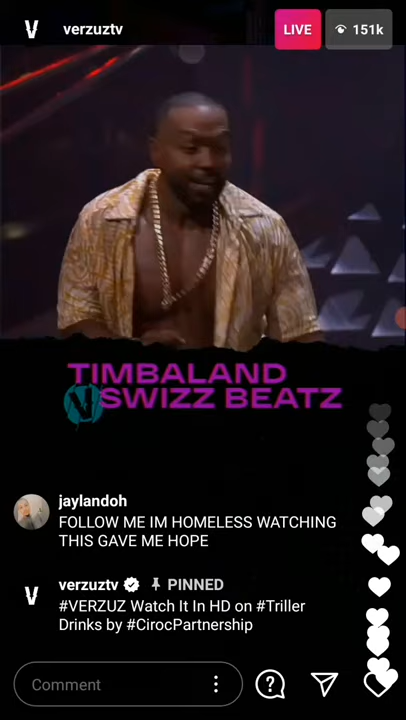 verzuztv
LIVE
151k
TIMBALAND
SWIZZ BEATZ
jaylandoh
FOLLOW ME IM HOMELESS WATCHING
THIS GAVE ME HOPE
verzuztv PINNED
#VERZUZ Watch It In HD on #Triller
Drinks by #CirocPartnership
Comment